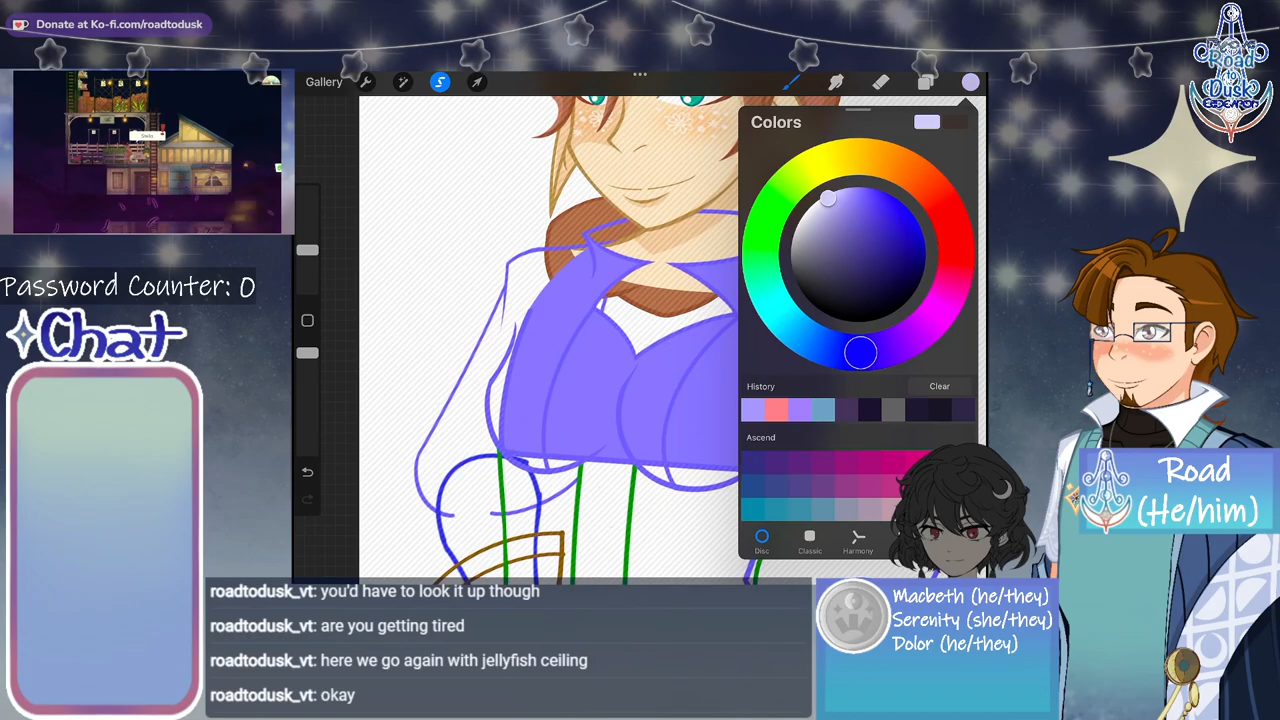 Donate at Ko-fi.com/roadtodusk
Gallery
Colors
Road
to
Dusk
Password Counter: 0
Chat
History
Clear
Ascend
Disc
Classic
Harmony
Road
(He/him)
roadtodusk_vt: you'd have to look it up though
roadtodusk_vt: are you getting tired
roadtodusk_vt: here we go again with jellyfish ceiling
roadtodusk_vt: okay
Macbeth (he/they)
Serenity (she/they)
Dolor (he/they)